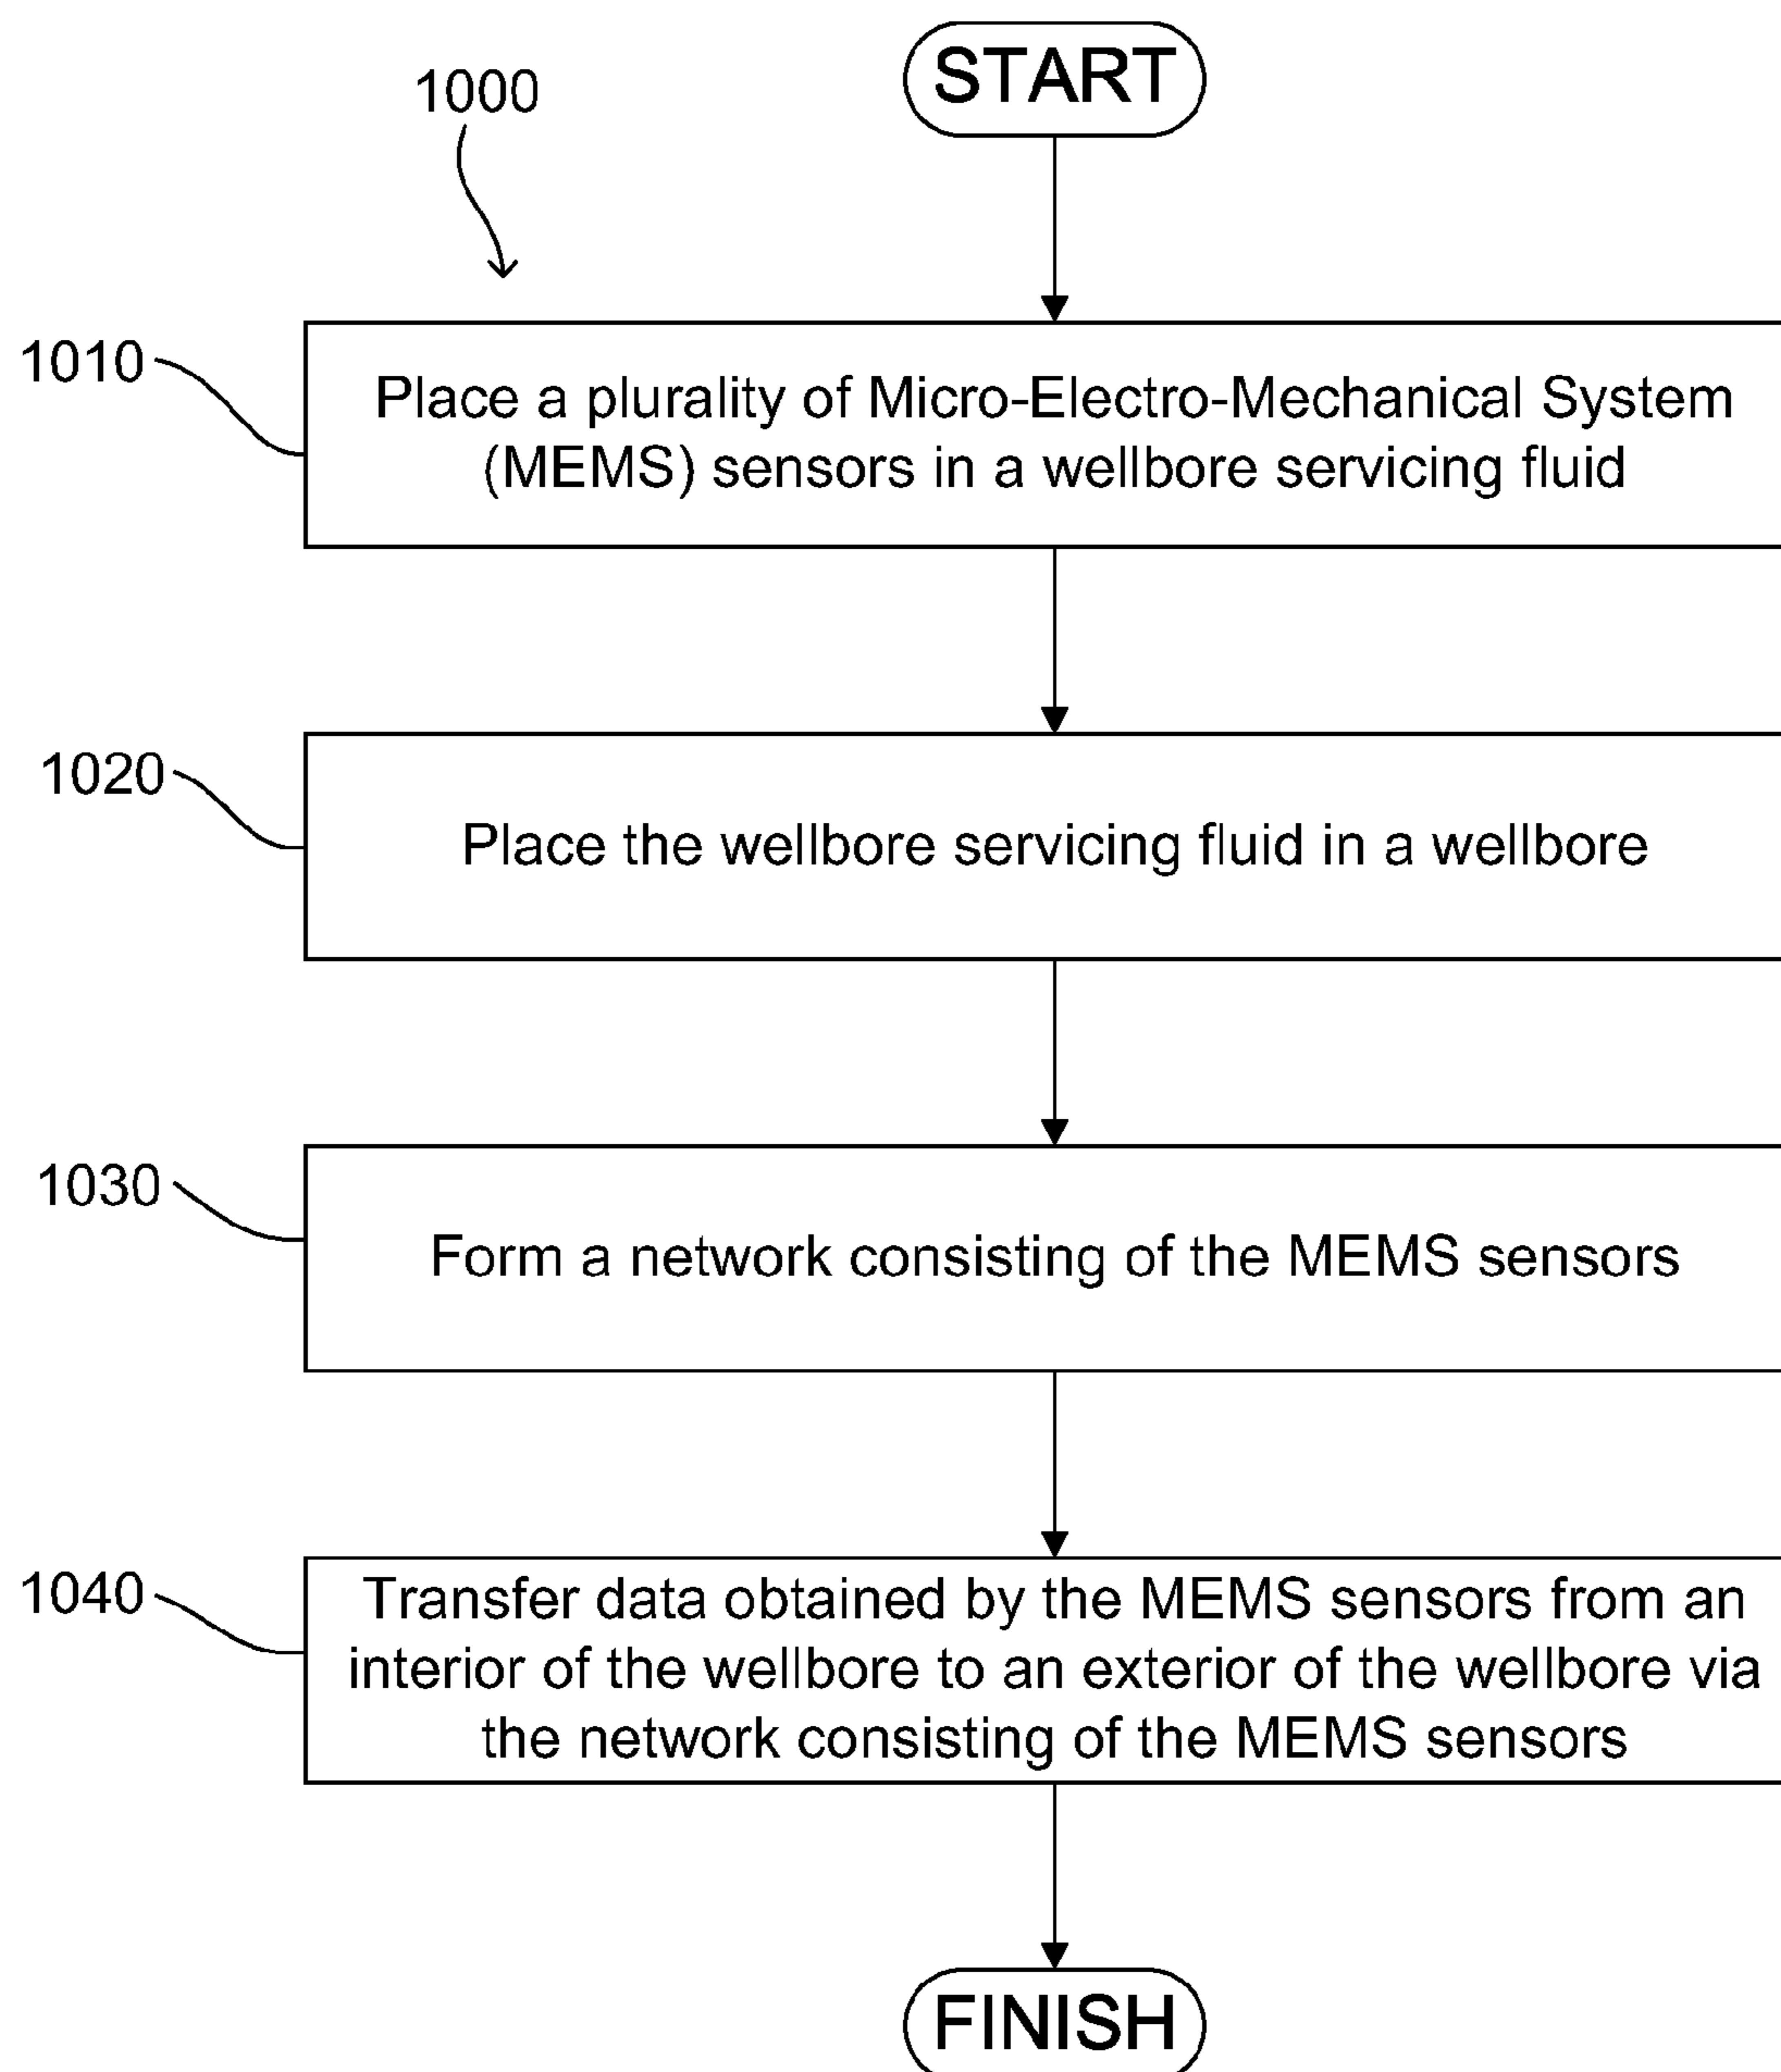 START
1000
1010
Place a plurality of Micro-Electro-Mechanical System
(MEMS) sensors in a wellbore servicing fluid
1020
Place the wellbore servicing fluid in a wellbore
1030
Form a network consisting of the MEMS sensors
1040
Transfer data obtained by the MEMS sensors from an
interior of the wellbore to an exterior of the wellbore via
the network consisting of the MEMS sensors
FINISH